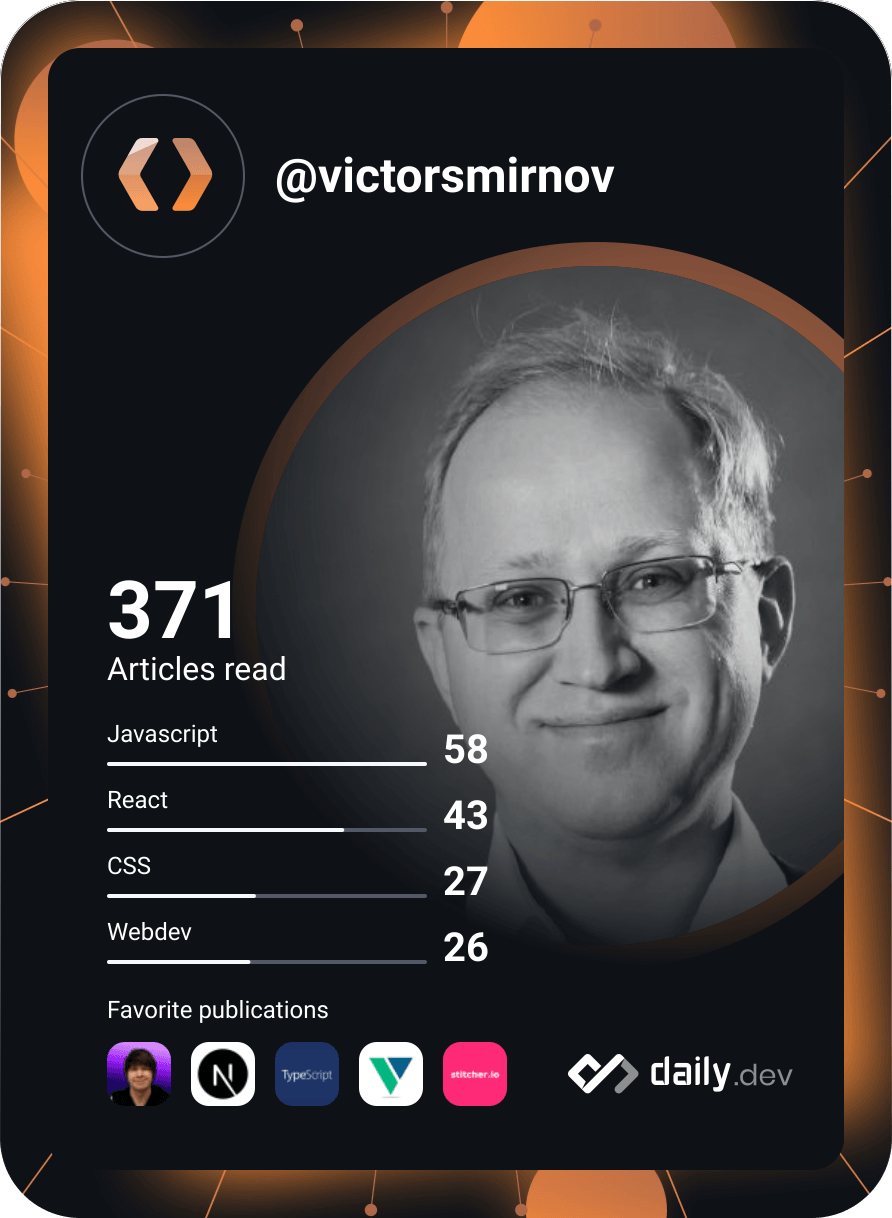 @victorsmirnov
371
Articles read
Javascript
58
React
43
CSS
27
Webdev
26
Favorite publications
N
TypeScript
stitcher.io
daily.dev